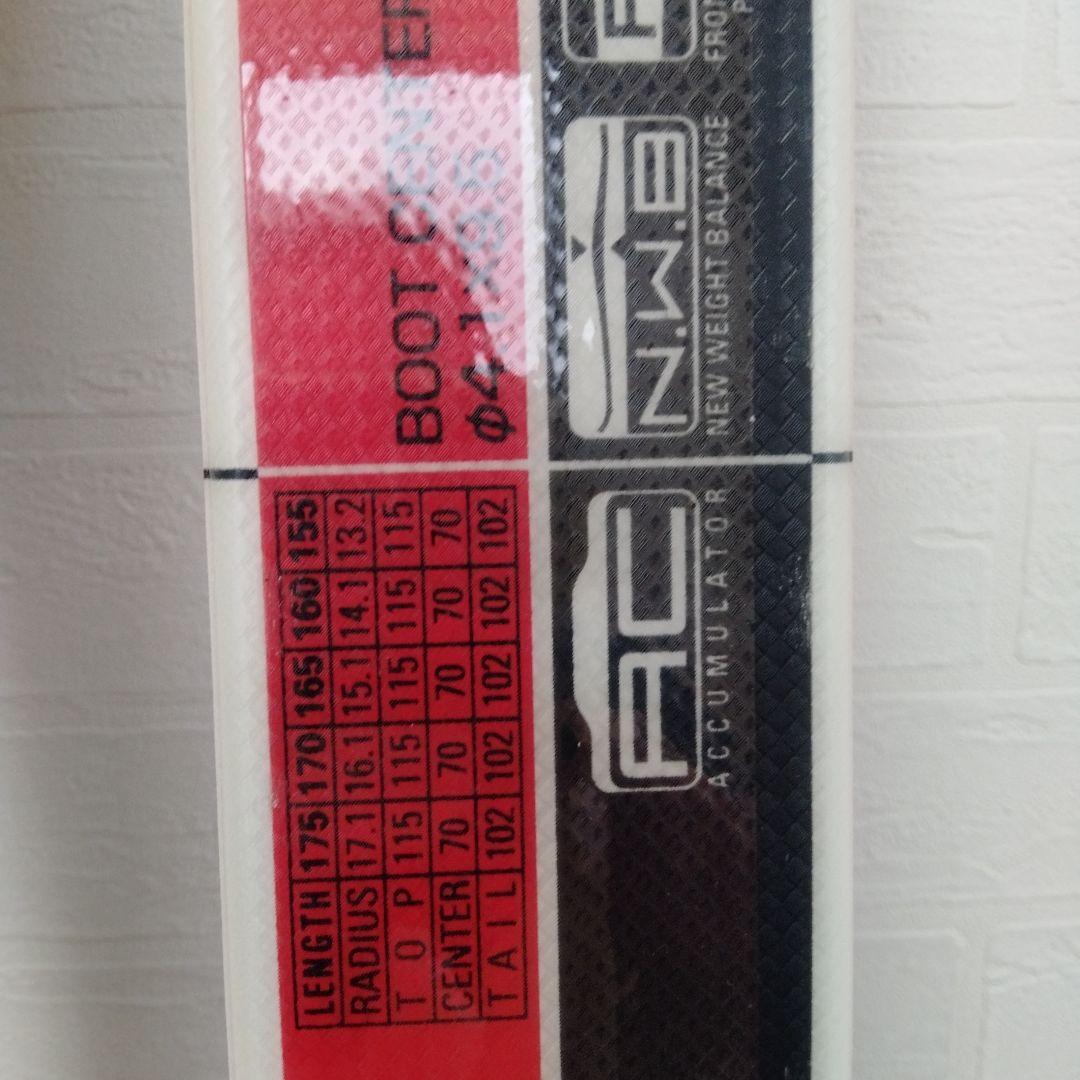 BOOT CENTER
φ4.1×9.5
LENGTH 175 170 165 160 155
RADIUS 17.1 16.1 15.1 14.1 13.2
TOP 115 115 115 115 115
CENTER 70 70 70 70 70
TAIL 102 102 102 102 102
AC
ACCUMULATOR
N.W.B
NEW WEIGHT BALANCE